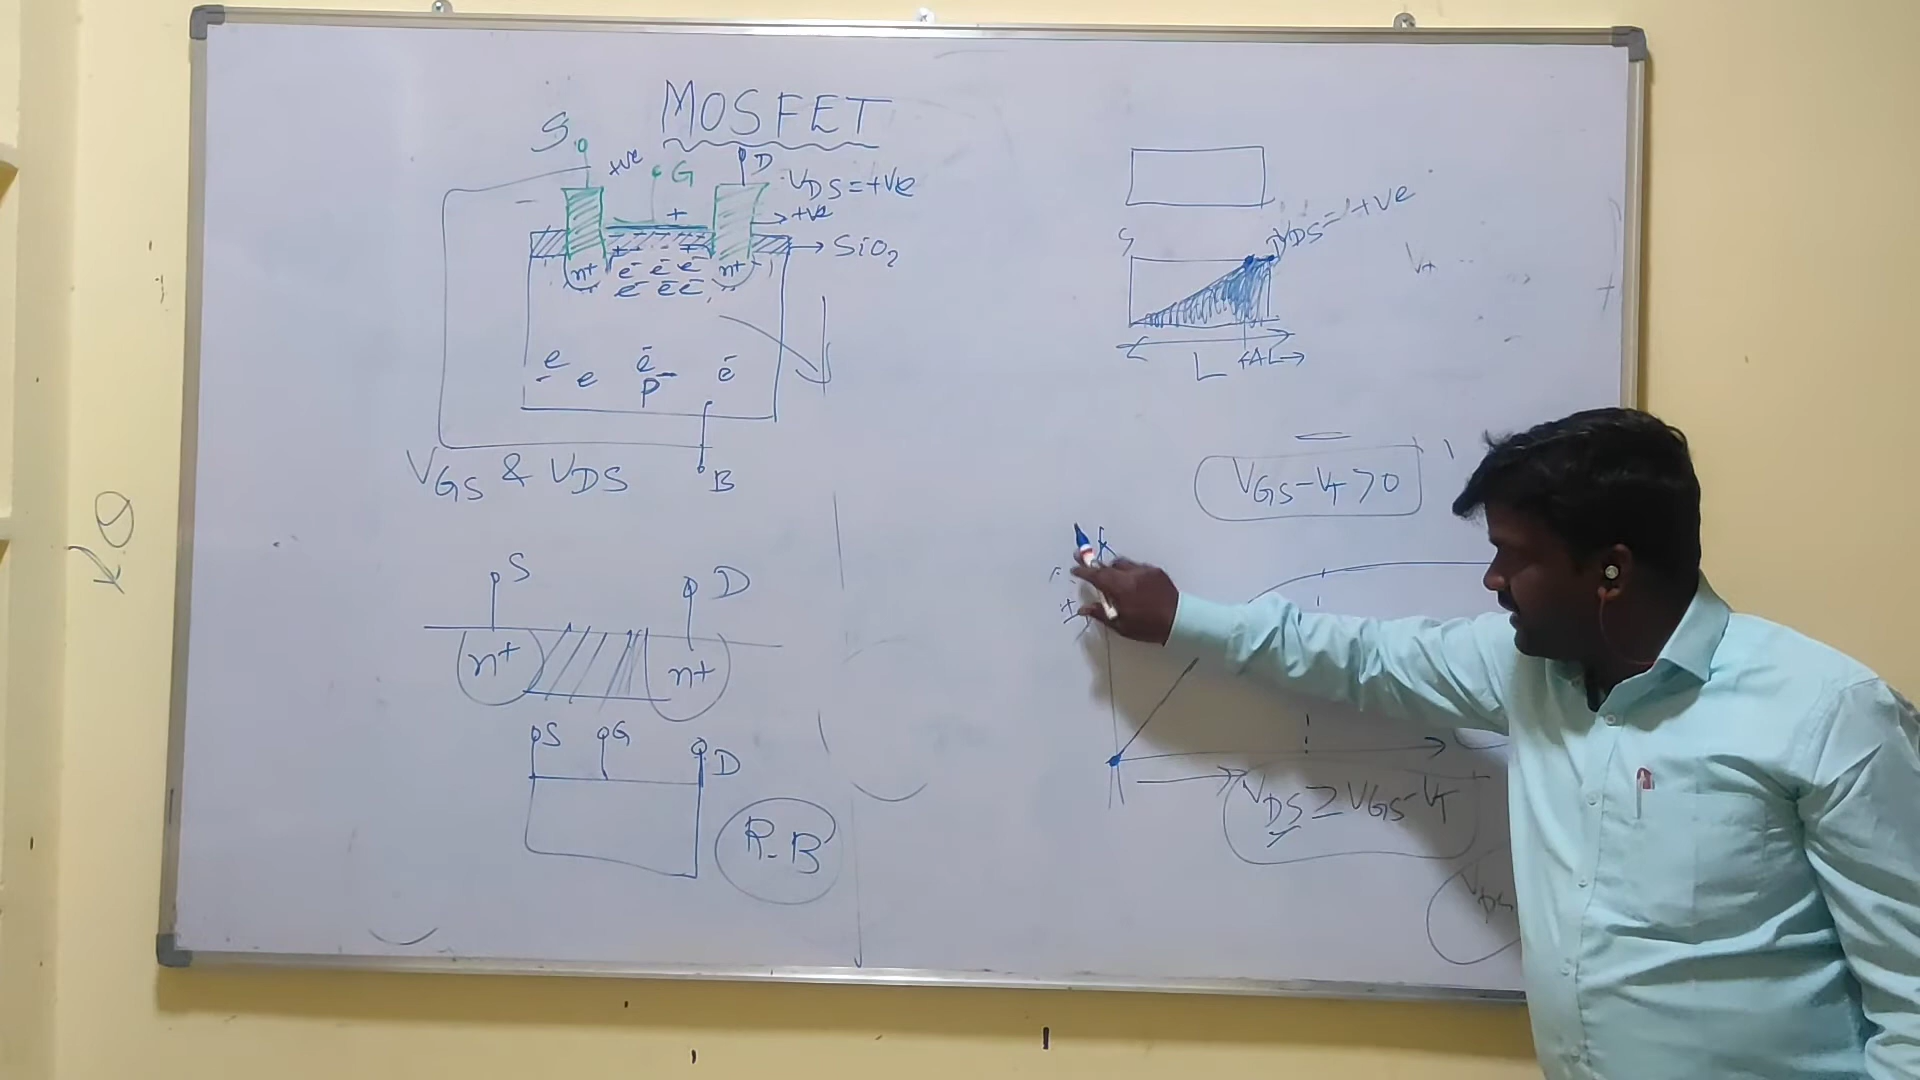 MOSFET
S
+ve
G
D
VDS=+ve
+
+ve
SiO2
n+
e- e- e-
n+
e- e- e-
e- e e- e-
P-
VGS & VDS
B
S
D
n+
n+
S
G
D
R-B
S
VDS=+ve
L
ΔL
VT
VGS-VT>0
VDS≥VGS-VT
VDS